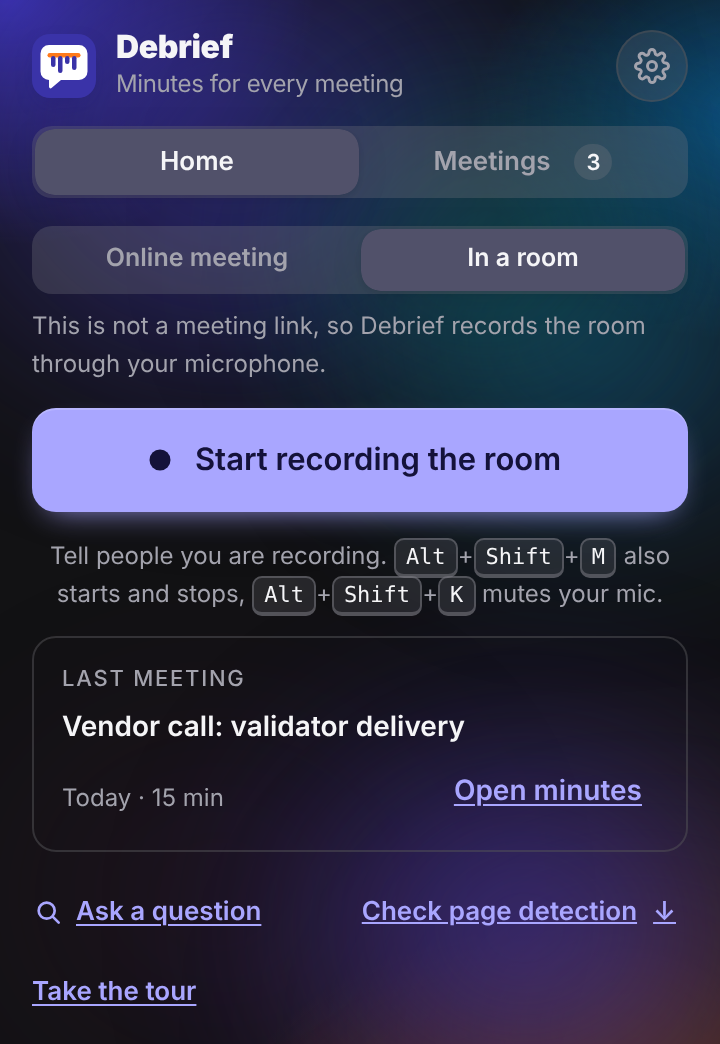 Debrief
Minutes for every meeting
Home
Meetings 3
Online meeting
In a room
This is not a meeting link, so Debrief records the room
through your microphone.
Start recording the room
Tell people you are recording. Alt+Shift+M also
starts and stops, Alt+Shift+K mutes your mic.
LAST MEETING
Vendor call: validator delivery
Today · 15 min
Open minutes
Ask a question
Check page detection ↓
Take the tour